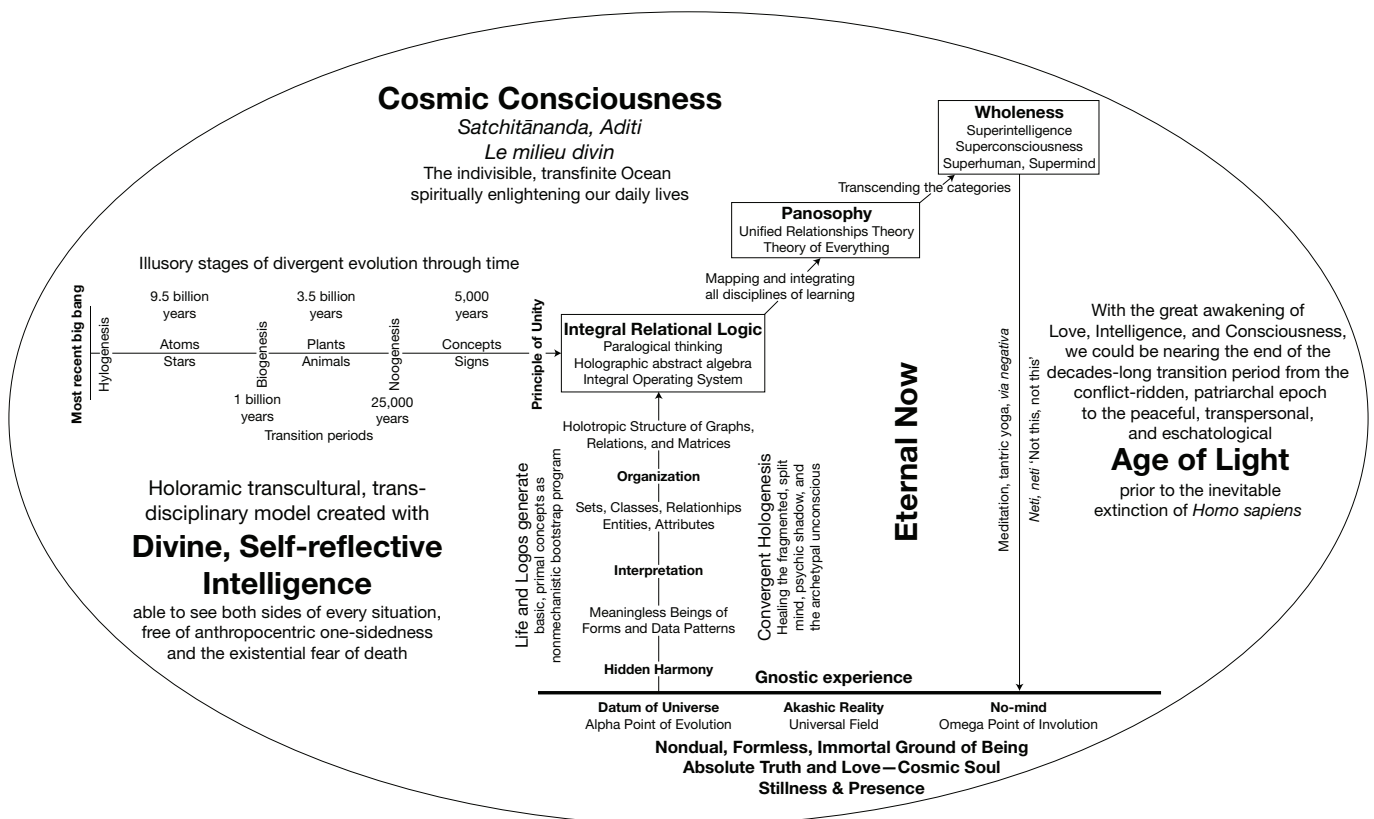 Cosmic Consciousness
Satchitānanda, Aditi
Le milieu divin
The indivisible, transfinite Ocean
spiritually enlightening our daily lives
Wholeness
Superintelligence
Superconsciousness
Superhuman, Supermind
Transcending the categories
Panosophy
Unified Relationships Theory
Theory of Everything
Mapping and integrating
all disciplines of learning
Illusory stages of divergent evolution through time
Most recent big bang
Hylogenesis
9.5 billion
years
Atoms
Stars
Biogenesis
1 billion
years
3.5 billion
years
Plants
Animals
Noogenesis
25,000
years
5,000
years
Concepts
Signs
Transition periods
Principle of Unity
Integral Relational Logic
Paralogical thinking
Holographic abstract algebra
Integral Operating System
Holotropic Structure of Graphs,
Relations, and Matrices
Organization
Sets, Classes, Relationhips
Entities, Attributes
Interpretation
Meaningless Beings of
Forms and Data Patterns
Hidden Harmony
Life and Logos generate
basic, primal concepts as
nonmechanistic bootstrap program
Convergent Hologenesis
Healing the fragmented, split
mind, psychic shadow, and
the archetypal unconscious
Eternal Now
Meditation, tantric yoga, via negativa
Neti, neti 'Not this, not this'
With the great awakening of
Love, Intelligence, and Consciousness,
we could be nearing the end of the
decades-long transition period from the
conflict-ridden, patriarchal epoch
to the peaceful, transpersonal,
and eschatological
Age of Light
prior to the inevitable
extinction of Homo sapiens
Holoramic transcultural, trans-
disciplinary model created with
Divine, Self-reflective
Intelligence
able to see both sides of every situation,
free of anthropocentric one-sidedness
and the existential fear of death
Gnostic experience
Datum of Universe
Alpha Point of Evolution
Akashic Reality
Universal Field
No-mind
Omega Point of Involution
Nondual, Formless, Immortal Ground of Being
Absolute Truth and Love—Cosmic Soul
Stillness & Presence